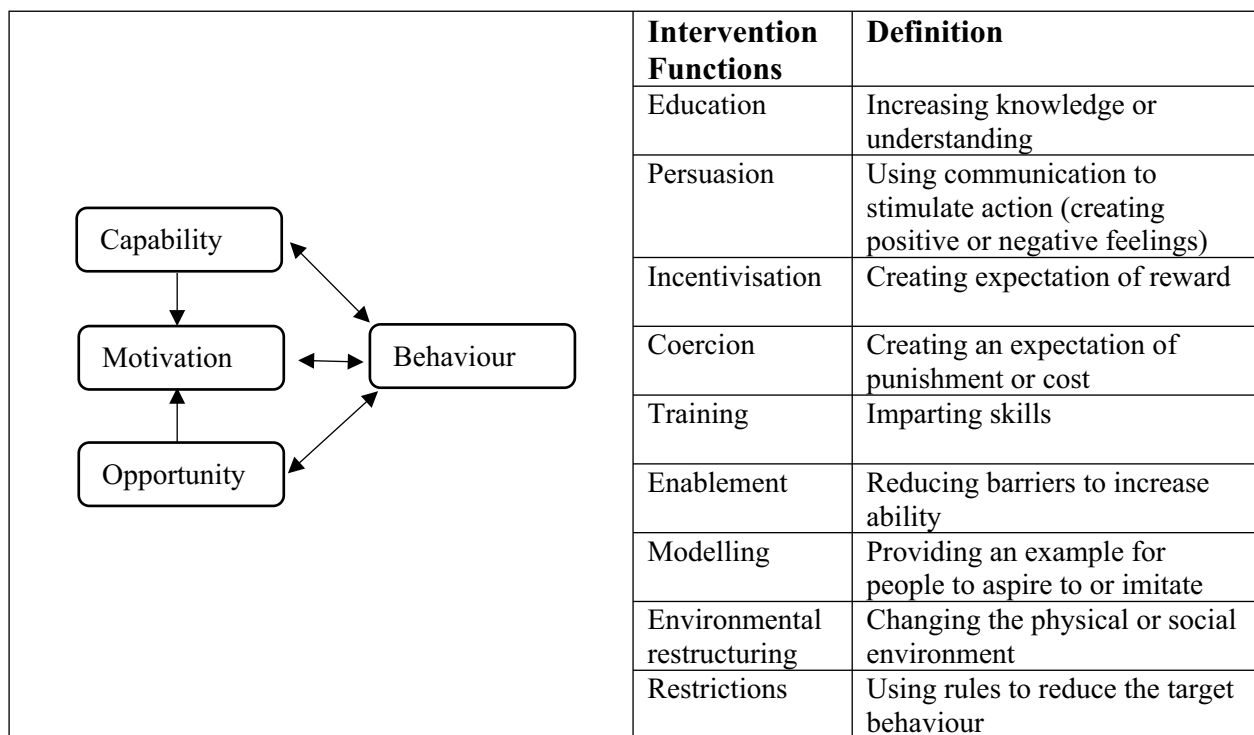 Capability
Motivation
Opportunity
Behaviour
Intervention
Functions
Definition
Education
Increasing knowledge or
understanding
Persuasion
Using communication to
stimulate action (creating
positive or negative feelings)
Incentivisation
Creating expectation of reward
Coercion
Creating an expectation of
punishment or cost
Training
Imparting skills
Enablement
Reducing barriers to increase
ability
Modelling
Providing an example for
people to aspire to or imitate
Environmental
restructuring
Changing the physical or social
environment
Restrictions
Using rules to reduce the target
behaviour